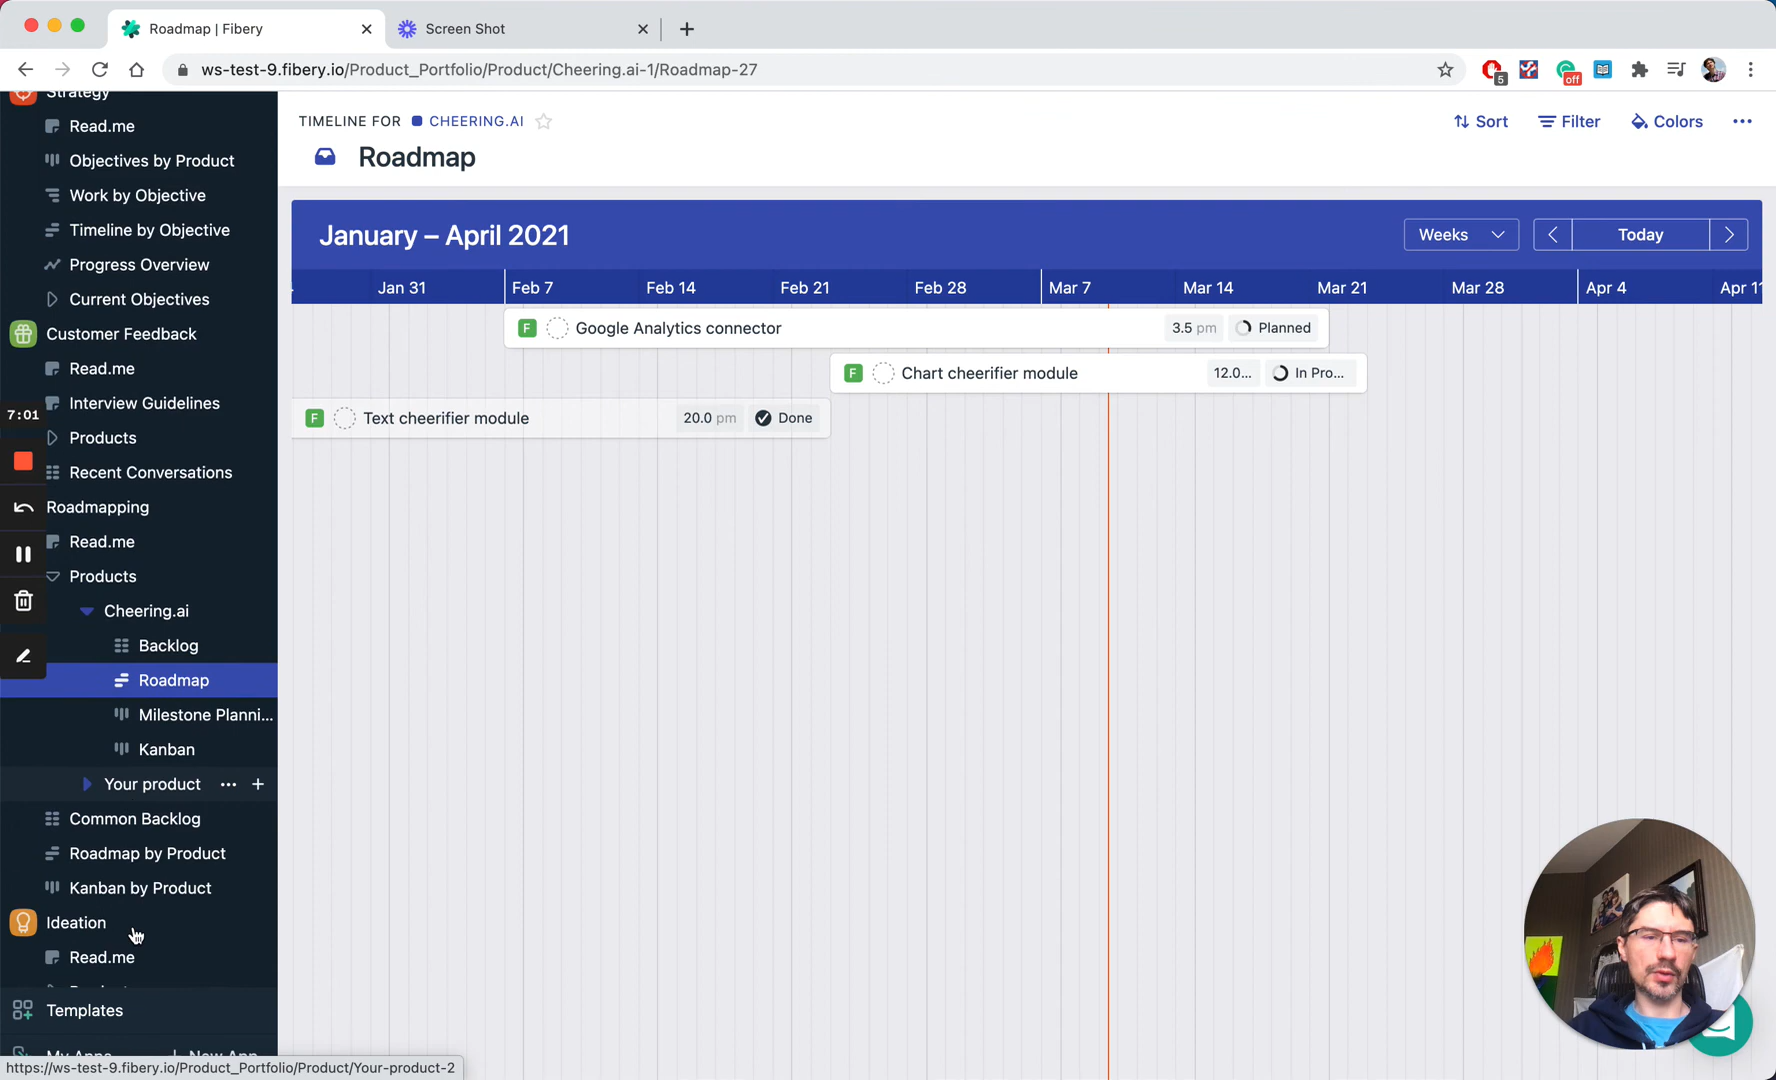 Roadmap | Fibery
Screen Shot
ws-test-9.fibery.io/Product_Portfolio/Product/Cheering.ai-1/Roadmap-27
5
off
Strategy
Read.me
Objectives by Product
Work by Objective
Timeline by Objective
Progress Overview
Current Objectives
Customer Feedback
Read.me
Interview Guidelines
7:01
Products
Recent Conversations
Roadmapping
Read.me
Products
Cheering.ai
Backlog
Roadmap
Milestone Planni...
Kanban
Your product
Common Backlog
Roadmap by Product
Kanban by Product
Ideation
Read.me
Templates
My Apps
New App
https://ws-test-9.fibery.io/Product_Portfolio/Product/Your-product-2
TIMELINE FOR CHEERING.AI
Sort
Filter
Colors
Roadmap
January – April 2021
Weeks
Today
Jan 31
Feb 7
Feb 14
Feb 21
Feb 28
Mar 7
Mar 14
Mar 21
Mar 28
Apr 4
F Google Analytics connector 3.5 pm Planned
F Chart cheerifier module 12.0... In Pro...
F Text cheerifier module 20.0 pm Done